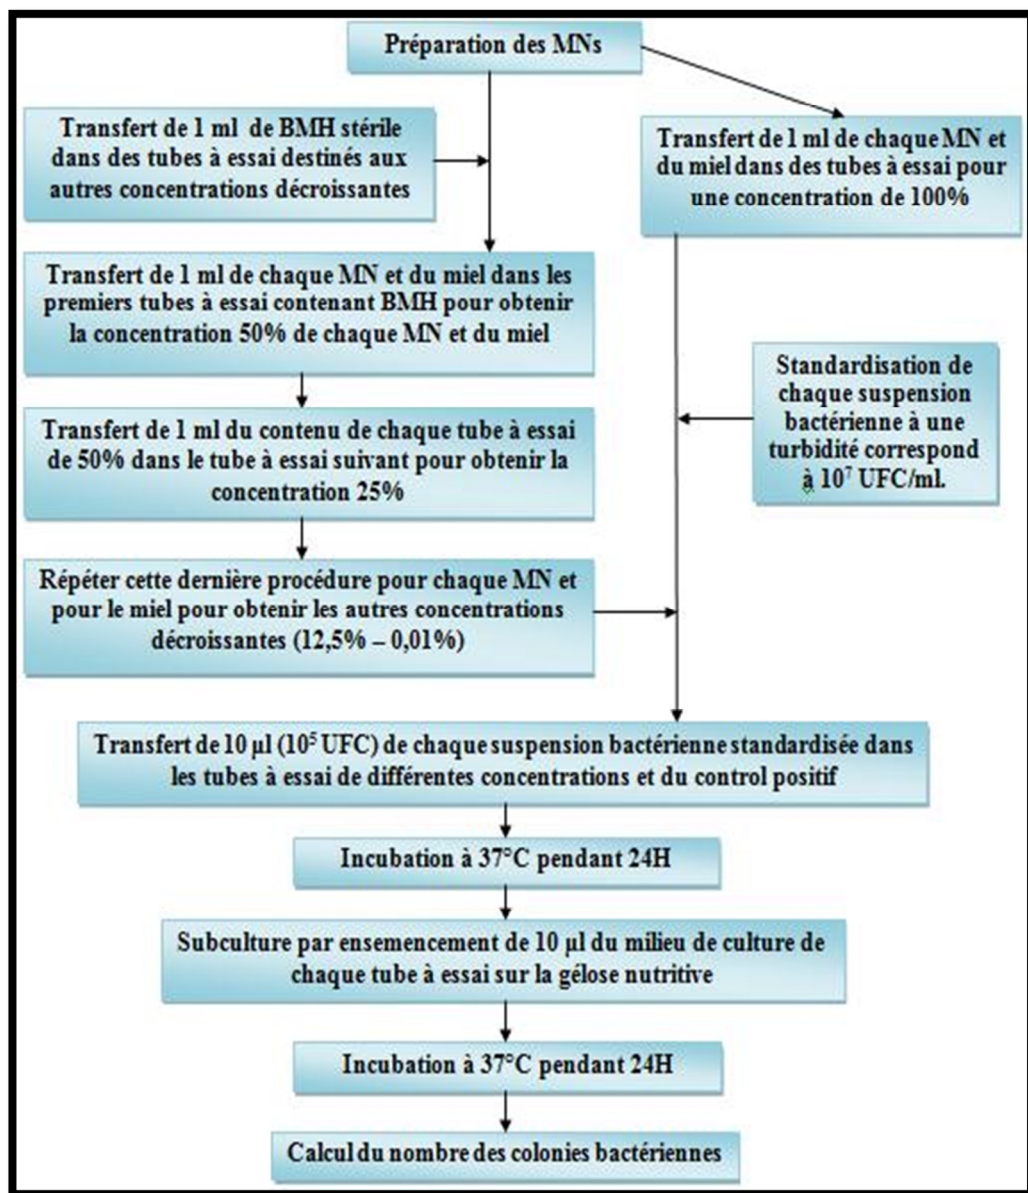 Préparation des MNs
Transfert de 1 ml de BMH stérile
dans des tubes à essai destinés aux
autres concentrations décroissantes
Transfert de 1 ml de chaque MN et
du miel dans des tubes à essai pour
une concentration de 100%
Transfert de 1 ml de chaque MN et du miel dans les
premiers tubes à essai contenant BMH pour obtenir
la concentration 50% de chaque MN et du miel
Standardisation de
chaque suspension
bactérienne à une
turbidité correspond
à 10⁷ UFC/ml.
Transfert de 1 ml du contenu de chaque tube à essai
de 50% dans le tube à essai suivant pour obtenir la
concentration 25%
Répéter cette dernière procédure pour chaque MN et
pour le miel pour obtenir les autres concentrations
décroissantes (12,5% – 0,01%)
Transfert de 10 µl (10⁵ UFC) de chaque suspension bactérienne standardisée dans
les tubes à essai de différentes concentrations et du control positif
Incubation à 37°C pendant 24H
Subculture par ensemencement de 10 µl du milieu de culture de
chaque tube à essai sur la gélose nutritive
Incubation à 37°C pendant 24H
Calcul du nombre des colonies bactériennes